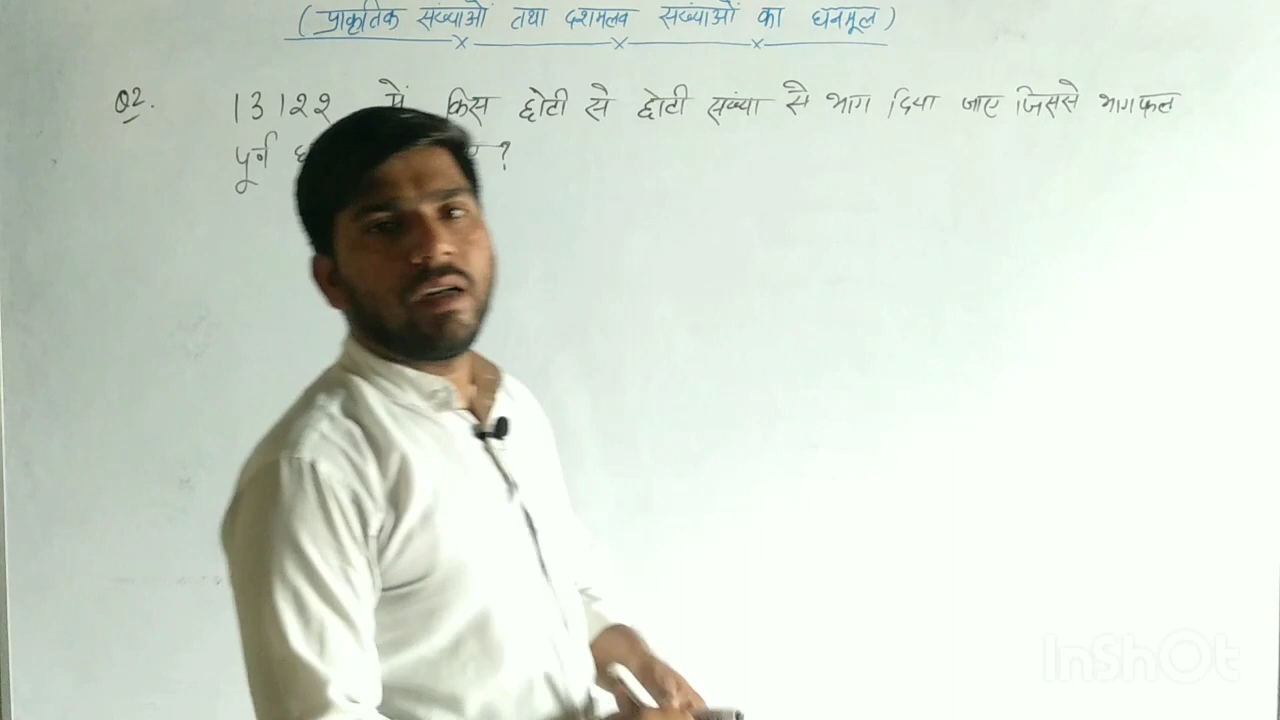 (प्राकृतिक संख्याओं तथा दशमलव संख्याओं का घनमूल)
Q2. 13122 में किस छोटी से छोटी संख्या से भाग दिया जाए जिससे भागफल
पूर्ण ?
InShOt